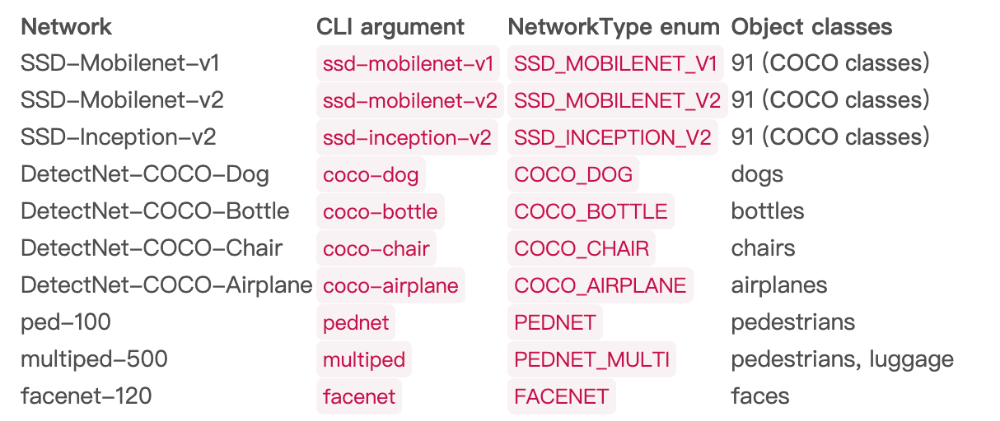 Network CLI argument NetworkType enum Object classes
SSD-Mobilenet-v1 ssd-mobilenet-v1 SSD_MOBILENET_V1 91 (COCO classes)
SSD-Mobilenet-v2 ssd-mobilenet-v2 SSD_MOBILENET_V2 91 (COCO classes)
SSD-Inception-v2 ssd-inception-v2 SSD_INCEPTION_V2 91 (COCO classes)
DetectNet-COCO-Dog coco-dog COCO_DOG dogs
DetectNet-COCO-Bottle coco-bottle COCO_BOTTLE bottles
DetectNet-COCO-Chair coco-chair COCO_CHAIR chairs
DetectNet-COCO-Airplane coco-airplane COCO_AIRPLANE airplanes
ped-100 pednet PEDNET pedestrians
multiped-500 multiped PEDNET_MULTI pedestrians, luggage
facenet-120 facenet FACENET faces